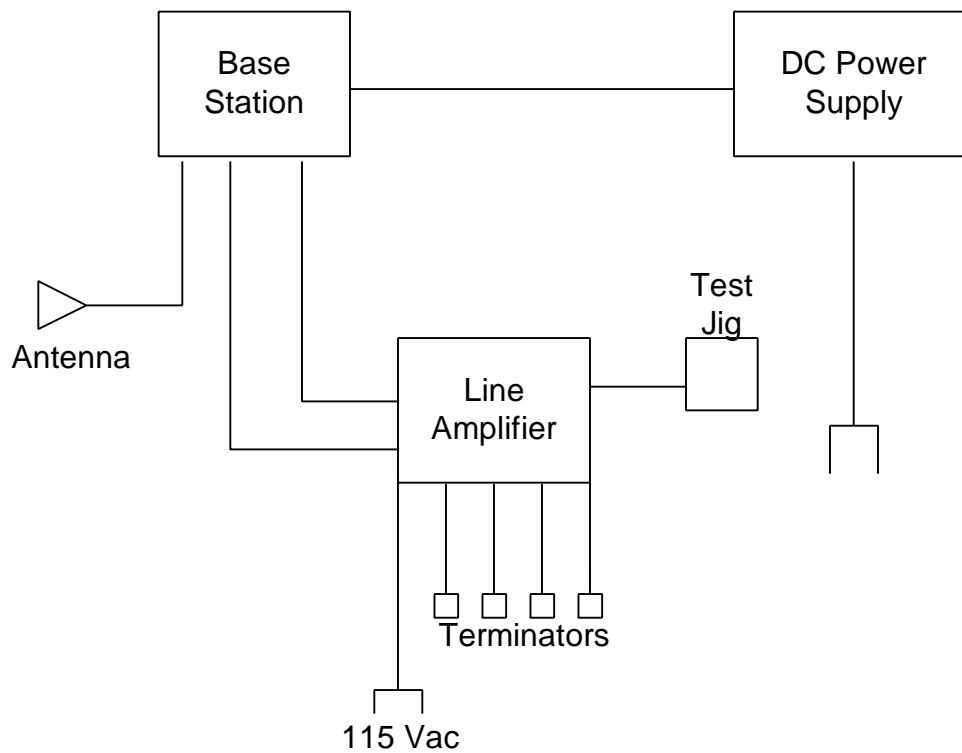 Base
Station
DC Power
Supply
Antenna
Test
Jig
Line
Amplifier
Terminators
115 Vac